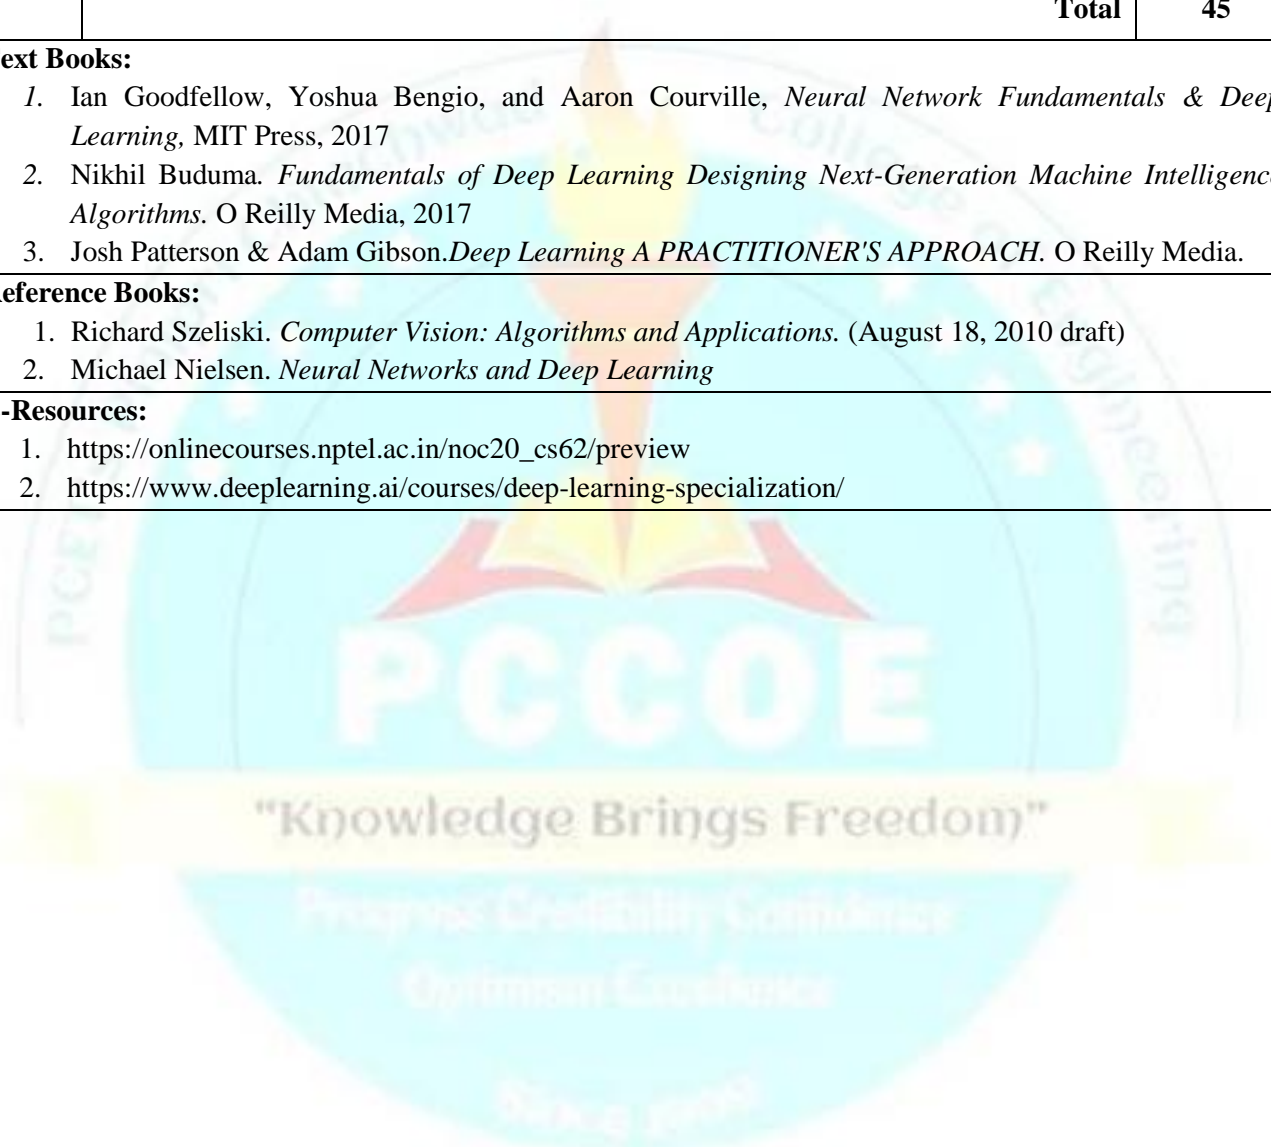 Total 45
ext Books:
1. Ian Goodfellow, Yoshua Bengio, and Aaron Courville, Neural Network Fundamentals & Deep
Learning, MIT Press, 2017
2. Nikhil Buduma. Fundamentals of Deep Learning Designing Next-Generation Machine Intelligence
Algorithms. O Reilly Media, 2017
3. Josh Patterson & Adam Gibson.Deep Learning A PRACTITIONER'S APPROACH. O Reilly Media.
eference Books:
1. Richard Szeliski. Computer Vision: Algorithms and Applications. (August 18, 2010 draft)
2. Michael Nielsen. Neural Networks and Deep Learning
-Resources:
1. https://onlinecourses.nptel.ac.in/noc20_cs62/preview
2. https://www.deeplearning.ai/courses/deep-learning-specialization/
College of Engineering
PCCOE
"Knowledge Brings Freedom"
Progress Credibility Confidence
Optimism Excellence